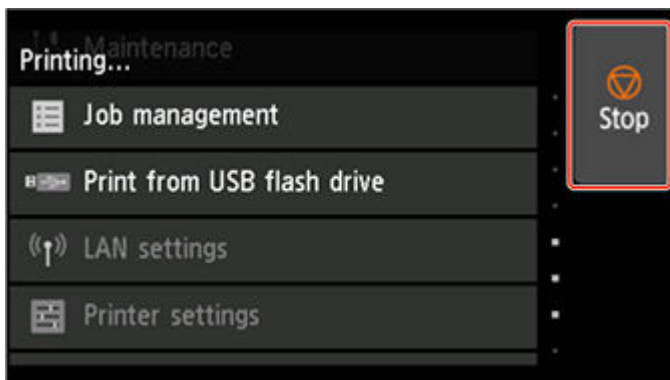 Maintenance
Printing...
Job management
Print from USB flash drive
LAN settings
Printer settings
Stop